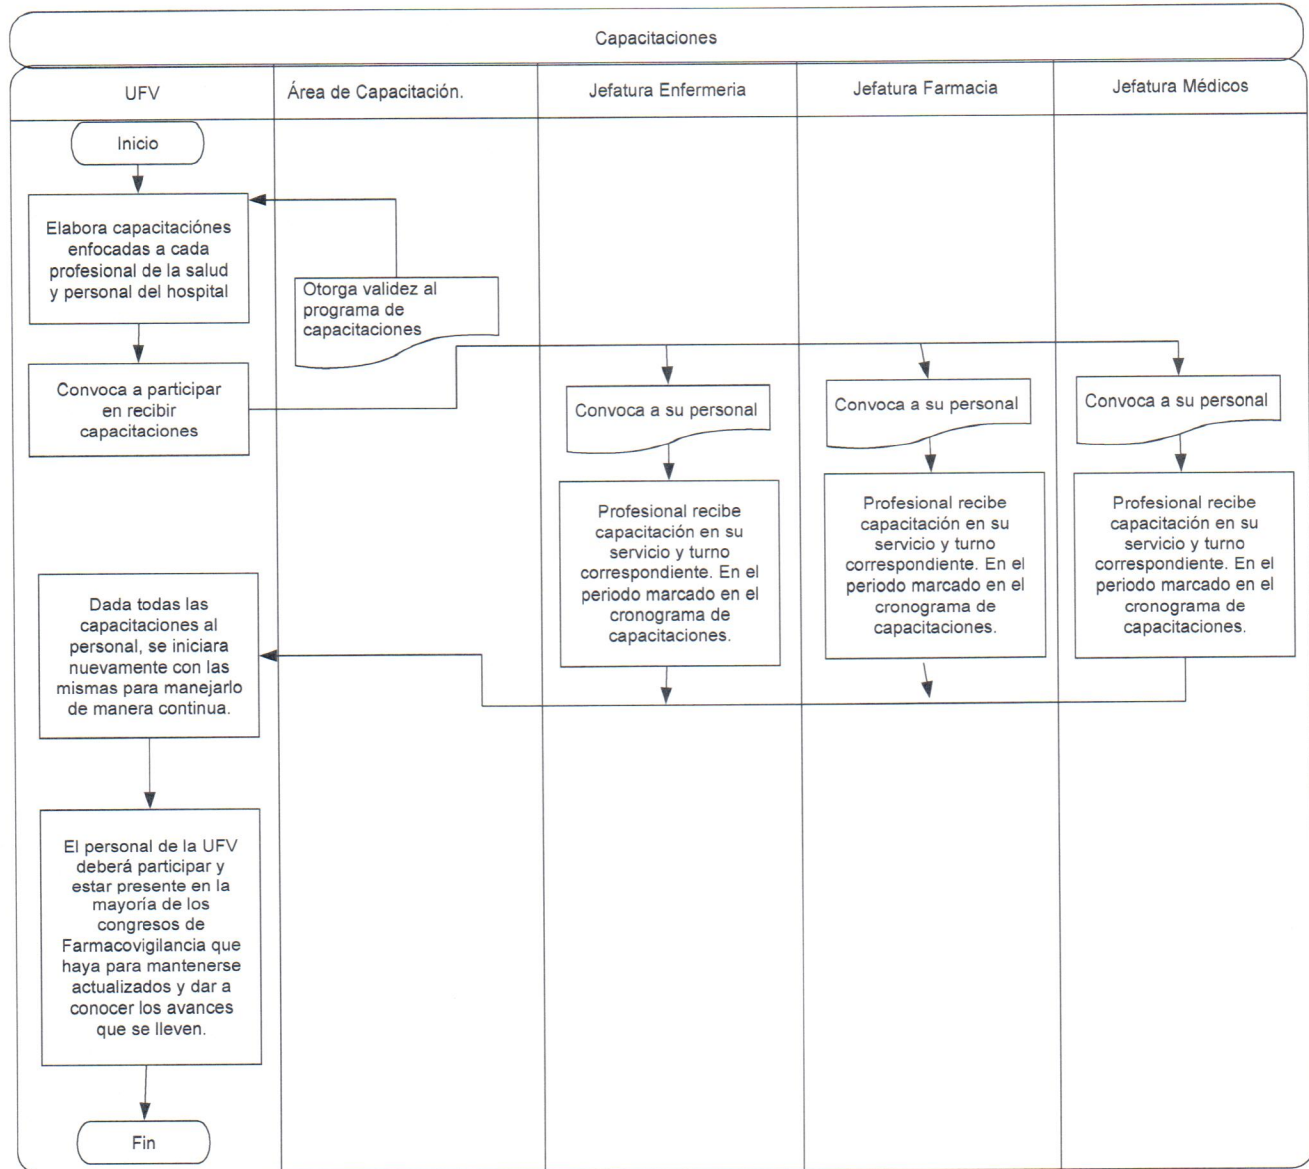 Capacitaciones
UFV
Área de Capacitación.
Jefatura Enfermeria
Jefatura Farmacia
Jefatura Médicos
Inicio
Elabora capacitaciónes
enfocadas a cada
profesional de la salud
y personal del hospital
Otorga validez al
programa de
capacitaciones
Convoca a participar
en recibir
capacitaciones
Convoca a su personal
Convoca a su personal
Convoca a su personal
Profesional recibe
capacitación en su
servicio y turno
correspondiente. En el
periodo marcado en el
cronograma de
capacitaciones.
Profesional recibe
capacitación en su
servicio y turno
correspondiente. En el
periodo marcado en el
cronograma de
capacitaciones.
Profesional recibe
capacitación en su
servicio y turno
correspondiente. En el
periodo marcado en el
cronograma de
capacitaciones.
Dada todas las
capacitaciones al
personal, se iniciara
nuevamente con las
mismas para manejarlo
de manera continua.
El personal de la UFV
deberá participar y
estar presente en la
mayoría de los
congresos de
Farmacovigilancia que
haya para mantenerse
actualizados y dar a
conocer los avances
que se lleven.
Fin